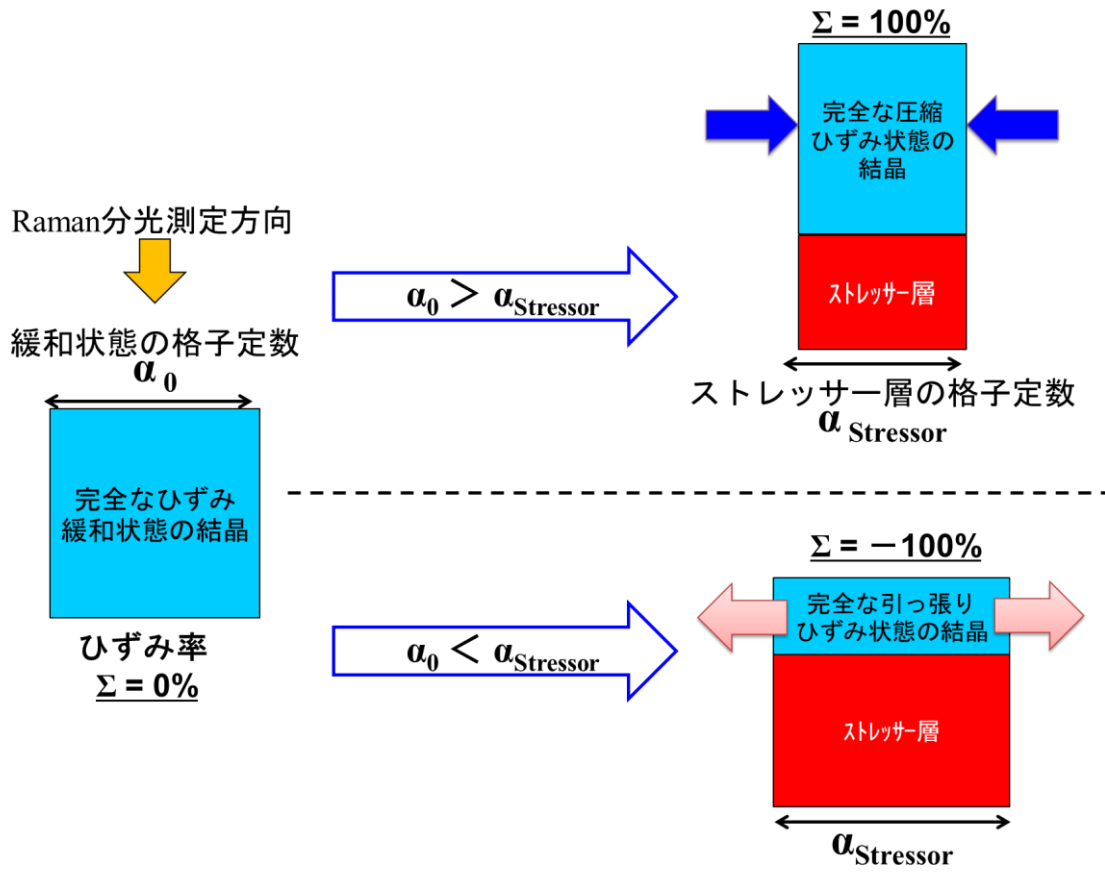 Raman分光測定方向
緩和状態の格子定数
α₀
完全なひずみ
緩和状態の結晶
ひずみ率
Σ = 0%
α₀ > α_Stressor
Σ = 100%
完全な圧縮
ひずみ状態の
結晶
ストレッサー層
ストレッサー層の格子定数
α_Stressor
α₀ < α_Stressor
Σ = −100%
完全な引っ張り
ひずみ状態の結晶
ストレッサー層
α_Stressor